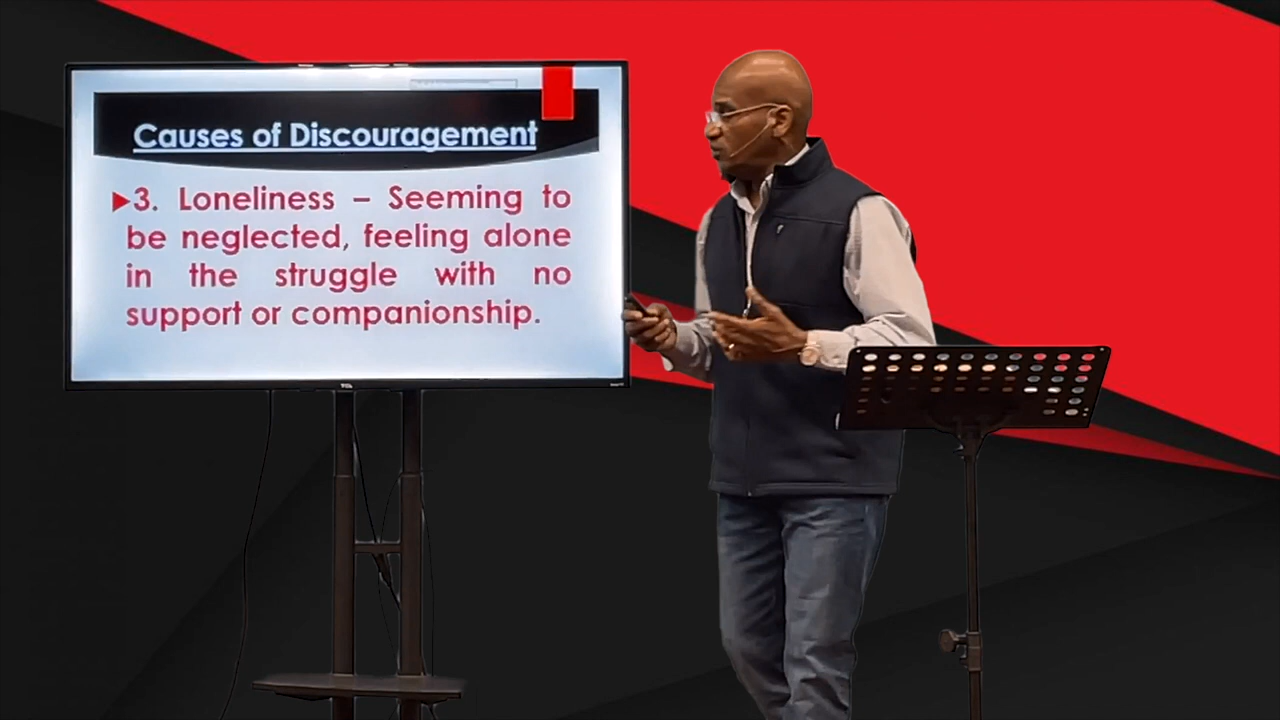 Causes of Discouragement
▶3. Loneliness – Seeming to
be neglected, feeling alone
in the struggle with no
support or companionship.
TCL